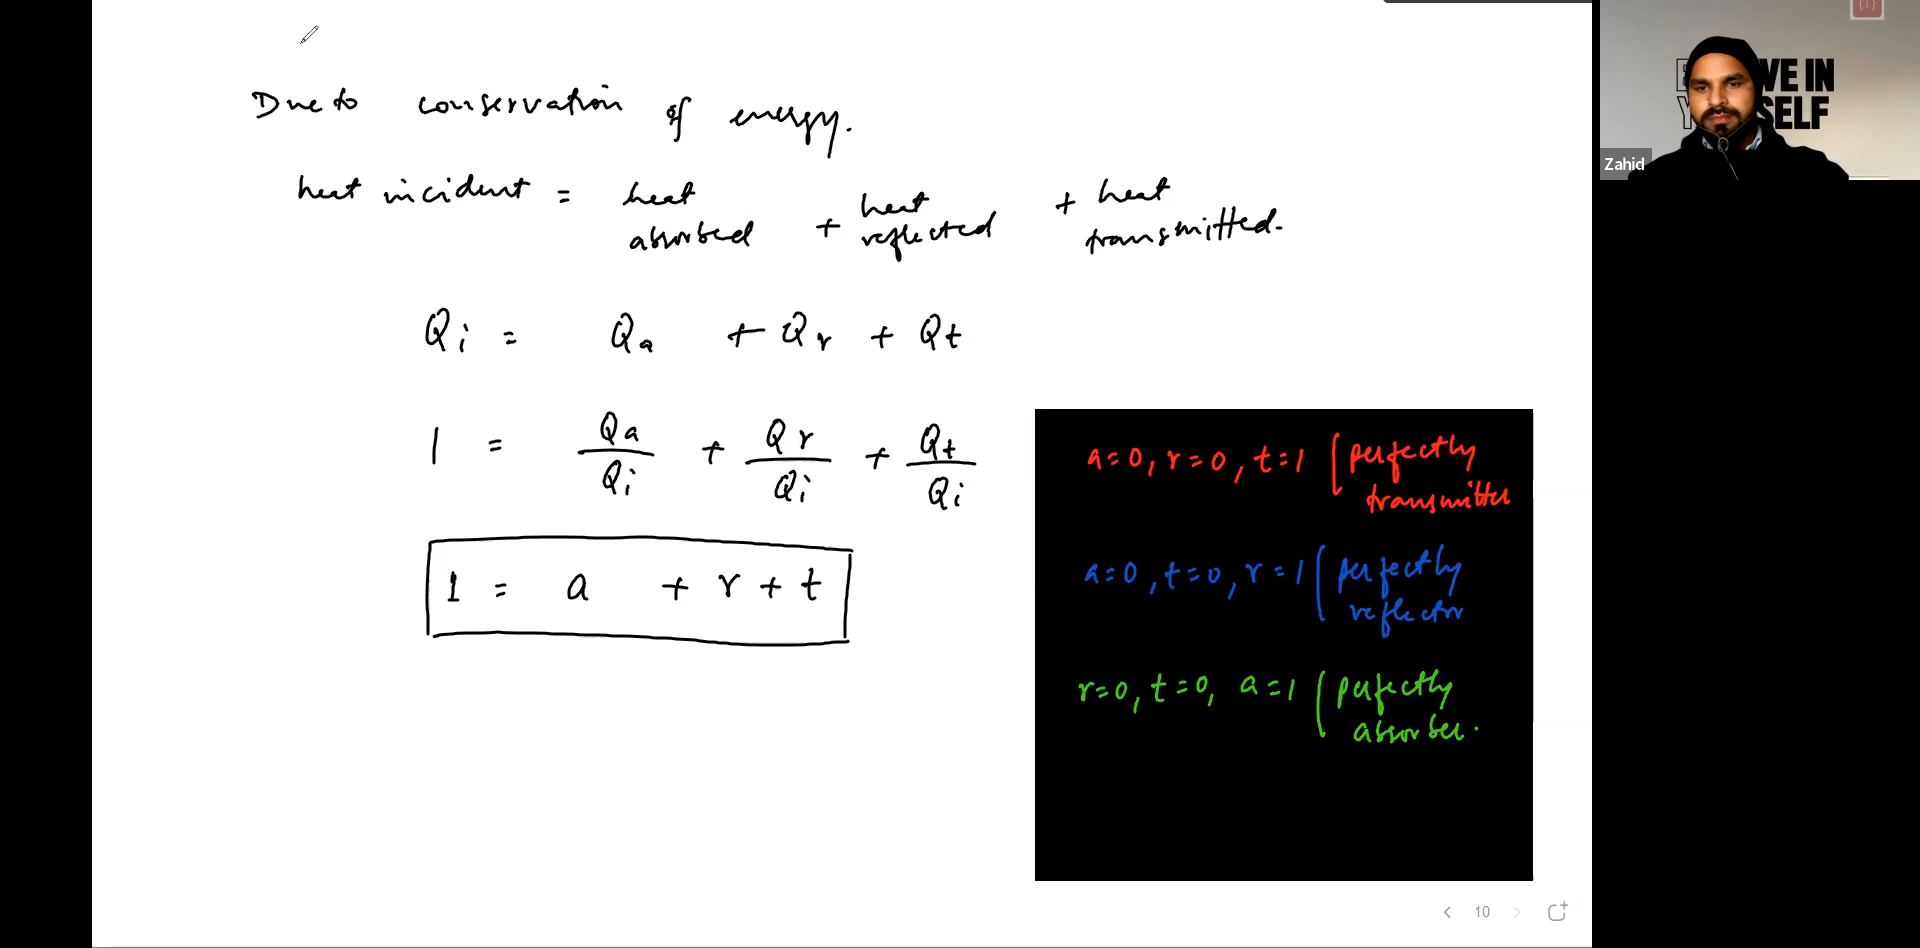 Due to conservation of energy.
heat incident = heat absorbed + heat reflected + heat transmitted.
Qi = Qa + Qr + Qt
1 = Qa/Qi + Qr/Qi + Qt/Qi
1 = a + r + t
a=0, r=0, t=1 | perfectly
transmitter
a=0, t=0, r=1 | perfectly
reflector
r=0, t=0, a=1 | perfectly
absorber.
10
VE IN
SELF
Zahid